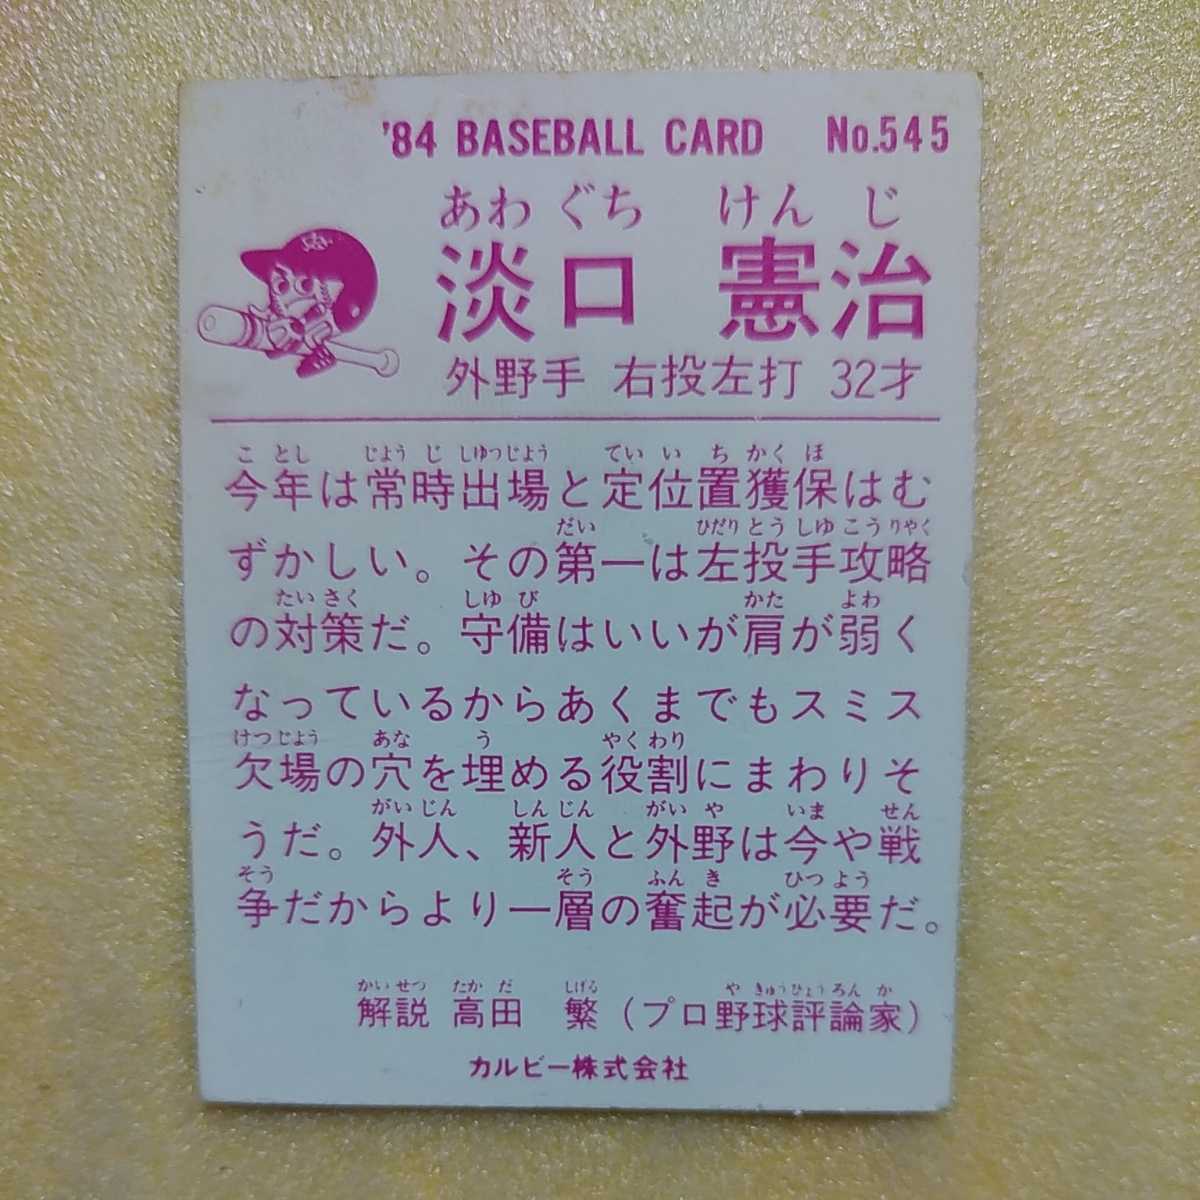 '84 BASEBALL CARD No.545
あわ ぐち けん じ
淡口 憲治
外野手 右投左打 32才
こ とし じよう じ しゆつじよう てい い ち かく ほ
今年は常時出場と定位置獲保はむ
だい ひだり とう しゆ こう りやく
ずかしい。その第一は左投手攻略
たい さく しゆ び かた よわ
の対策だ。守備はいいが肩が弱く
なっているからあくまでもスミス
けつ じよう あな う やく わり
欠場の穴を埋める役割にまわりそ
がい じん しん じん がい や いま せん
うだ。外人、新人と外野は今や戦
そう そう ふん き ひつ よう
争だからより一層の奮起が必要だ。
かい せつ たか だ しげる や きゅう ひょう ろん か
解説 高田 繁 (プロ野球評論家)
カルビー株式会社